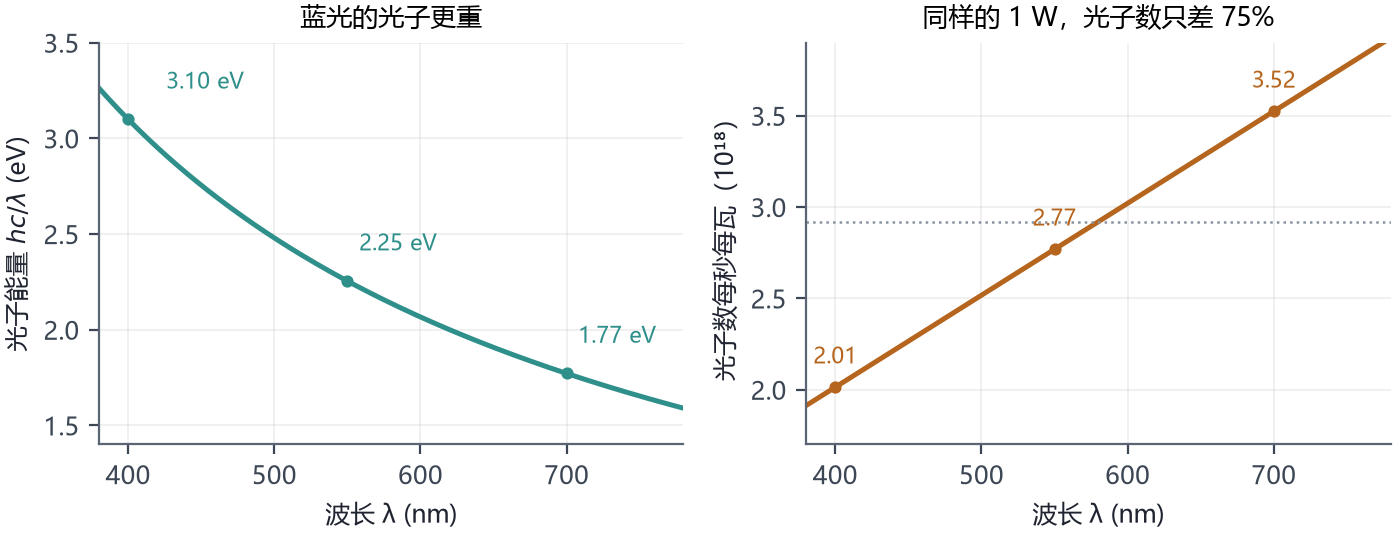 蓝光的光子更重
光子能量 hc/λ (eV)
3.5
3.0
2.5
2.0
1.5
3.10 eV
2.25 eV
1.77 eV
400
500
600
700
波长 λ (nm)
同样的 1 W，光子数只差 75%
光子数每秒每瓦（10¹⁸）
3.5
3.0
2.5
2.0
3.52
2.77
2.01
400
500
600
700
波长 λ (nm)